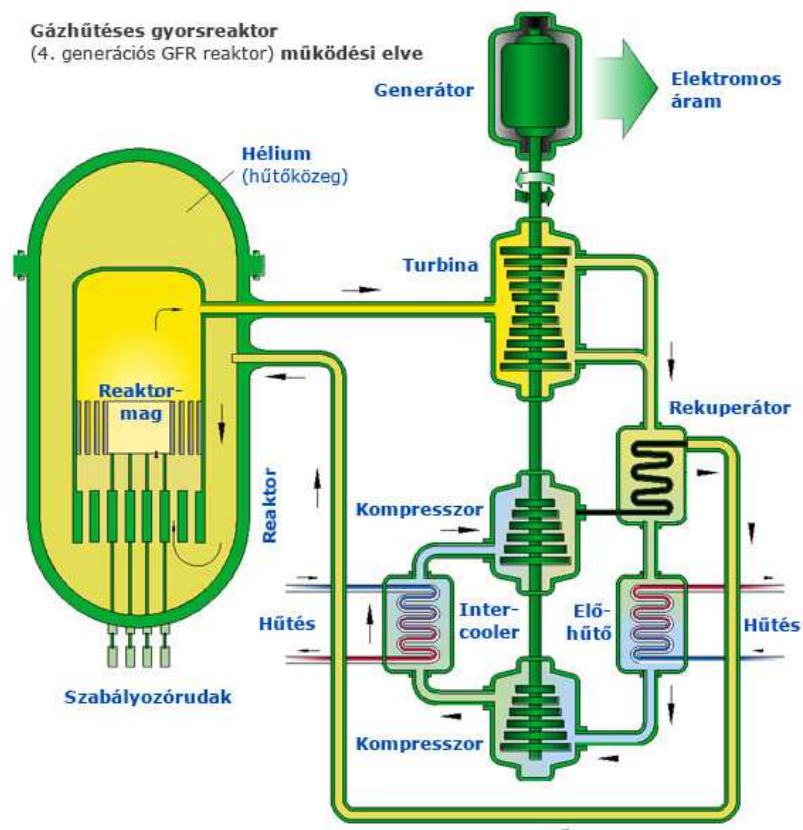 Gázhűtéses gyorsreaktor
(4. generációs GFR reaktor) működési elve
Generátor
Elektromos
áram
Hélium
(hűtőközeg)
Turbina
Reaktor-
mag
Rekuperátor
Reaktor
Kompresszor
Hűtés
Inter-
cooler
Elő-
hűtő
Hűtés
Szabályozórudak
Kompresszor